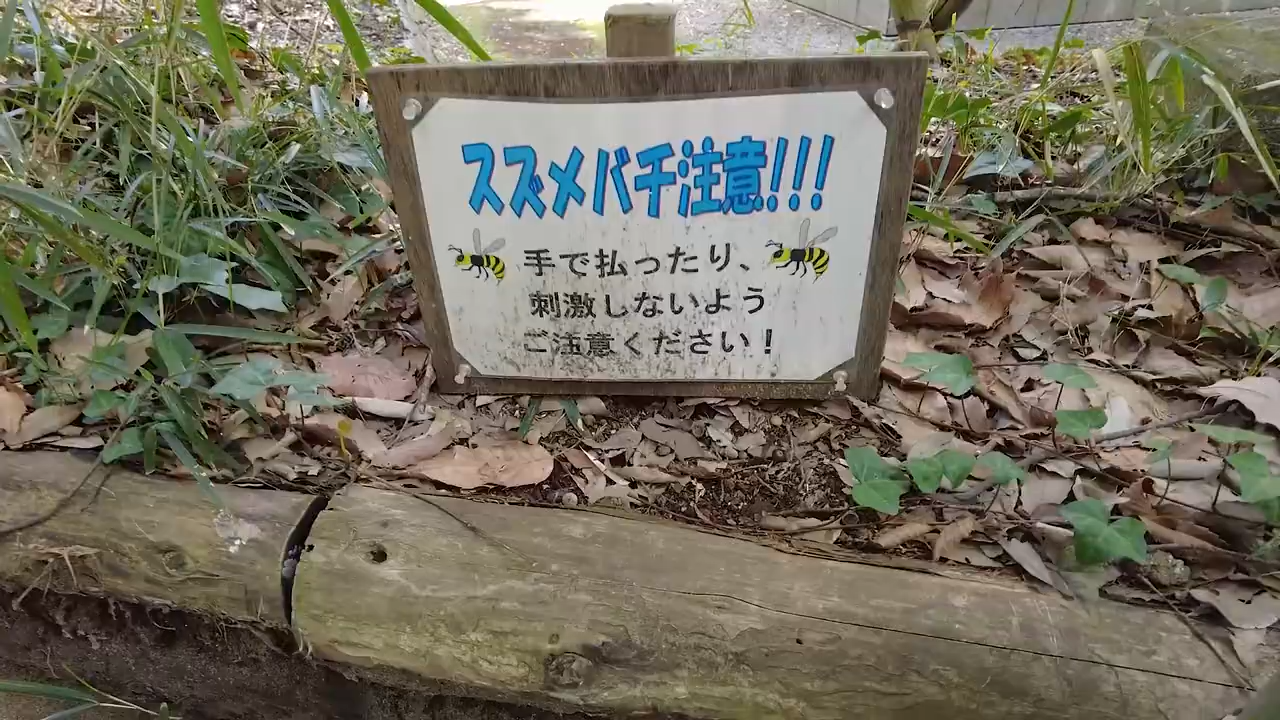 スズメバチ注意!!!
手で払ったり、
刺激しないよう
ご注意ください！